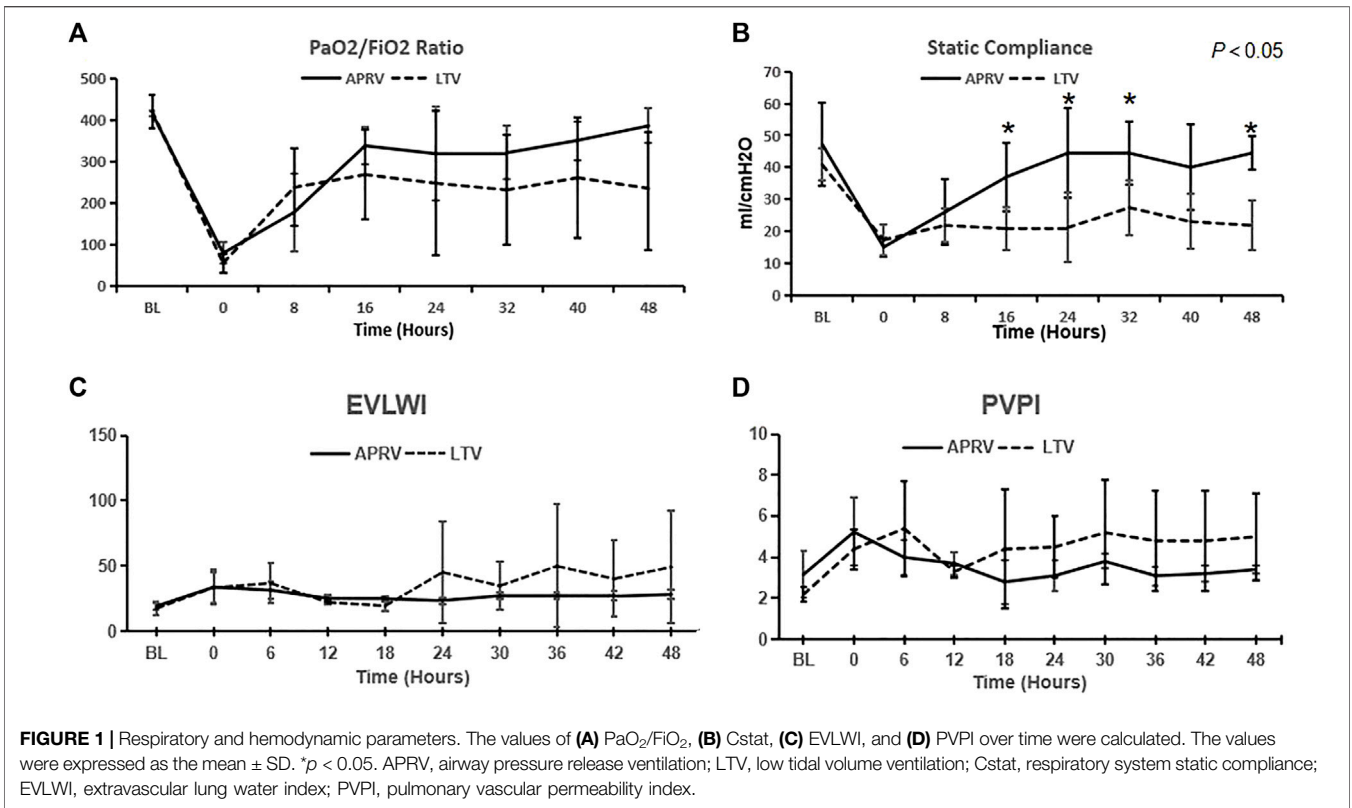 A
PaO2/FiO2 Ratio
APRV LTV
500
400
300
200
100
0
BL 0 8 16 24 32 40 48
Time (Hours)
B
Static Compliance
P < 0.05
APRV LTV
ml/cmH2O
70
60
50
40
30
20
10
0
* * * *
BL 0 8 16 24 32 40 48
Time (Hours)
C
EVLWI
APRV LTV
150
100
50
0
BL 0 6 12 18 24 30 36 42 48
Time (Hours)
D
PVPI
APRV LTV
10
8
6
4
2
0
BL 0 6 12 18 24 30 36 42 48
Time (Hours)
FIGURE 1 | Respiratory and hemodynamic parameters. The values of (A) PaO₂/FiO₂, (B) Cstat, (C) EVLWI, and (D) PVPI over time were calculated. The values
were expressed as the mean ± SD. *p < 0.05. APRV, airway pressure release ventilation; LTV, low tidal volume ventilation; Cstat, respiratory system static compliance;
EVLWI, extravascular lung water index; PVPI, pulmonary vascular permeability index.